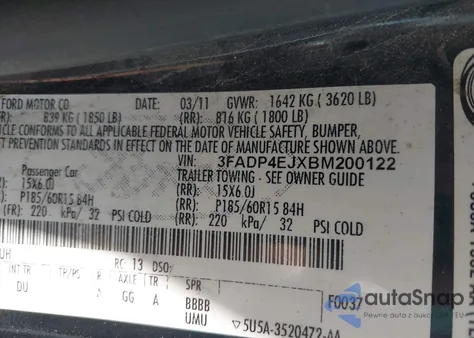 FORD MOTOR CO. DATE: 03/11 GVWR: 1642 KG ( 3620 LB)
839 KG ( 1850 LB) (RR): 816 KG ( 1800 LB)
VEHICLE CONFORMS TO ALL APPLICABLE FEDERAL MOTOR VEHICLE SAFETY, BUMPER,
T PREVENTION STANDARDS IN EFFECT ON THE DATE OF MANUFACTURE SHOWN ABOVE.
VIN: 3FADP4EJXBM200122
Passenger Car TRAILER TOWING - SEE OWNER GUIDE
15X6.0J (RR): 15X6.0J
P185/60R15 84H (RR): P185/60R15 84H
(FR): 220 kPa/ 32 PSI COLD (RR): 220 kPa/ 32 PSI COLD
UH RC: 13 DSO:
INT TR TP/PS R AXLE TR SPR
DU A GG A BBBB F0037
UMU 5U5A-3520472-AA
autoSnap